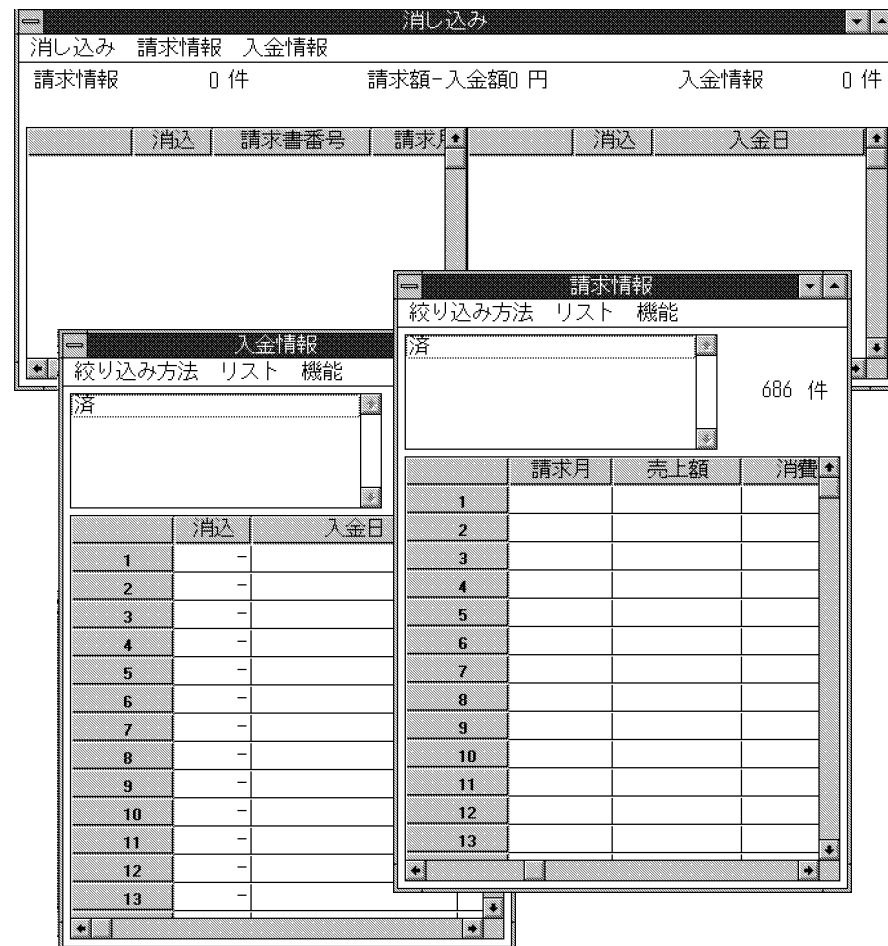 消し込み
消し込み 請求情報 入金情報
請求情報 0 件 請求額-入金額0 円 入金情報 0 件
消込 請求書番号 請求月 消込 入金日
請求情報
絞り込み方法 リスト 機能
済
686 件
請求月 売上額 消費
1
2
3
4
5
6
7
8
9
10
11
12
13
入金情報
絞り込み方法 リスト 機能
済
消込 入金日
1 -
2 -
3 -
4 -
5 -
6 -
7 -
8 -
9 -
10 -
11 -
12 -
13 -